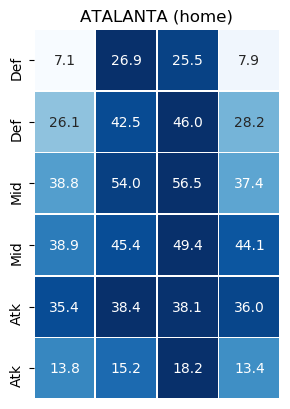 ATALANTA (home)
Def 7.1 26.9 25.5 7.9
Def 26.1 42.5 46.0 28.2
Mid 38.8 54.0 56.5 37.4
Mid 38.9 45.4 49.4 44.1
Atk 35.4 38.4 38.1 36.0
Atk 13.8 15.2 18.2 13.4